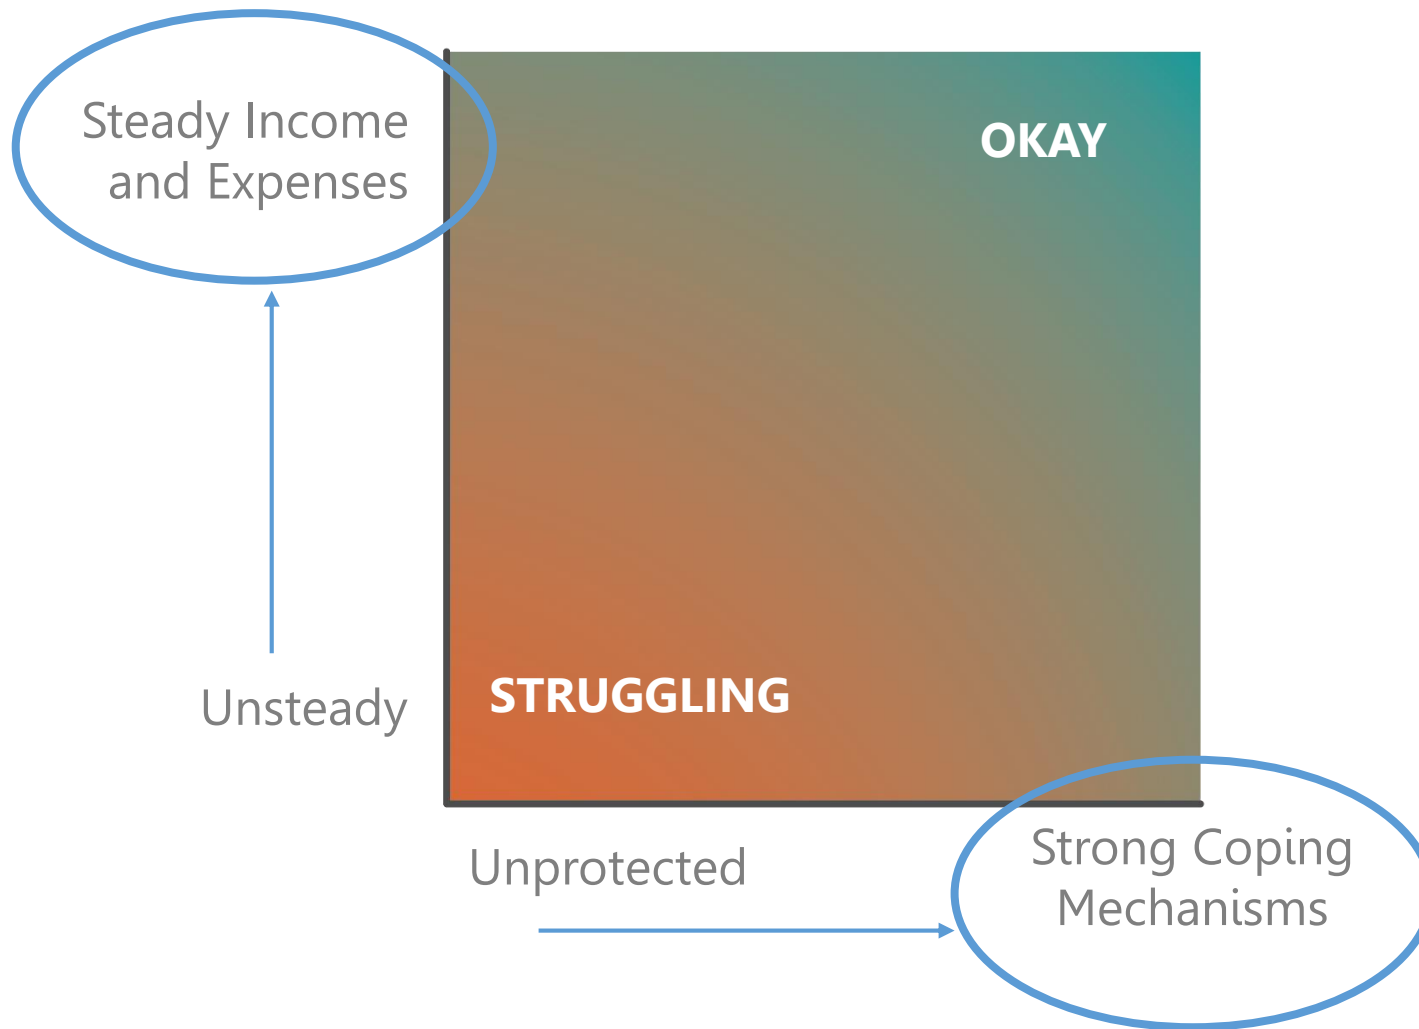 Steady Income
and Expenses
OKAY
STRUGGLING
Unsteady
Unprotected
Strong Coping
Mechanisms